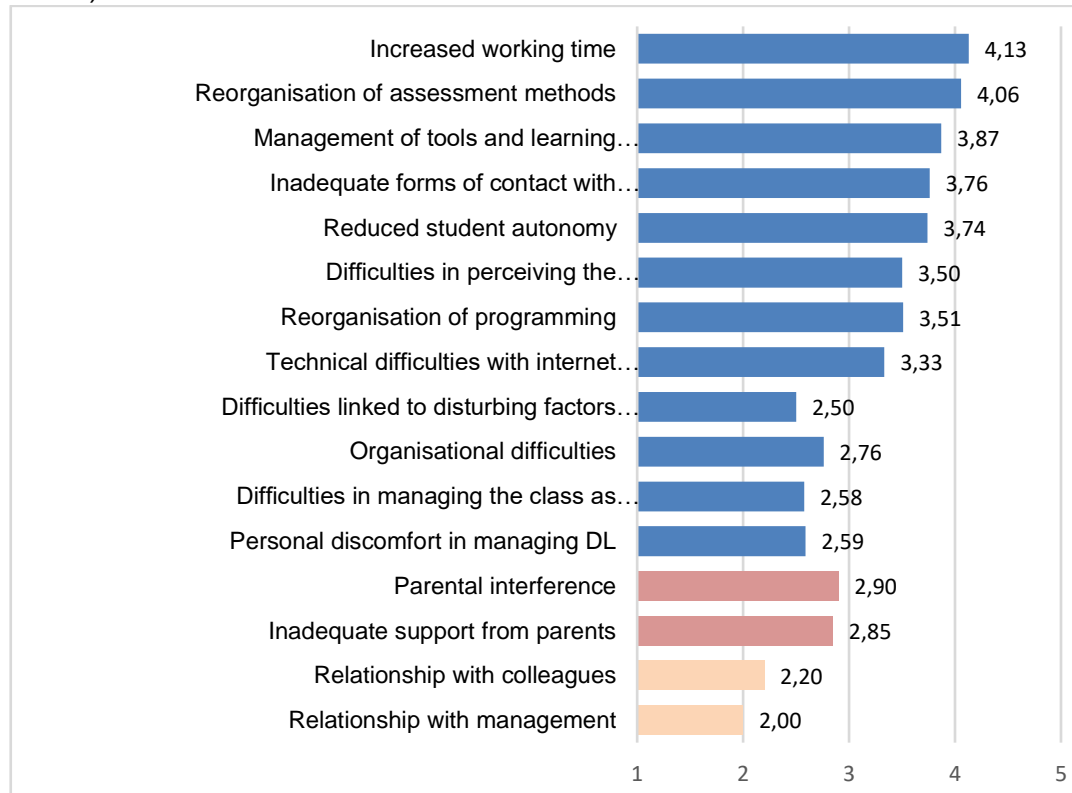 Increased working time 4,13
Reorganisation of assessment methods 4,06
Management of tools and learning… 3,87
Inadequate forms of contact with… 3,76
Reduced student autonomy 3,74
Difficulties in perceiving the… 3,50
Reorganisation of programming 3,51
Technical difficulties with internet… 3,33
Difficulties linked to disturbing factors… 2,50
Organisational difficulties 2,76
Difficulties in managing the class as… 2,58
Personal discomfort in managing DL 2,59
Parental interference 2,90
Inadequate support from parents 2,85
Relationship with colleagues 2,20
Relationship with management 2,00
1 2 3 4 5